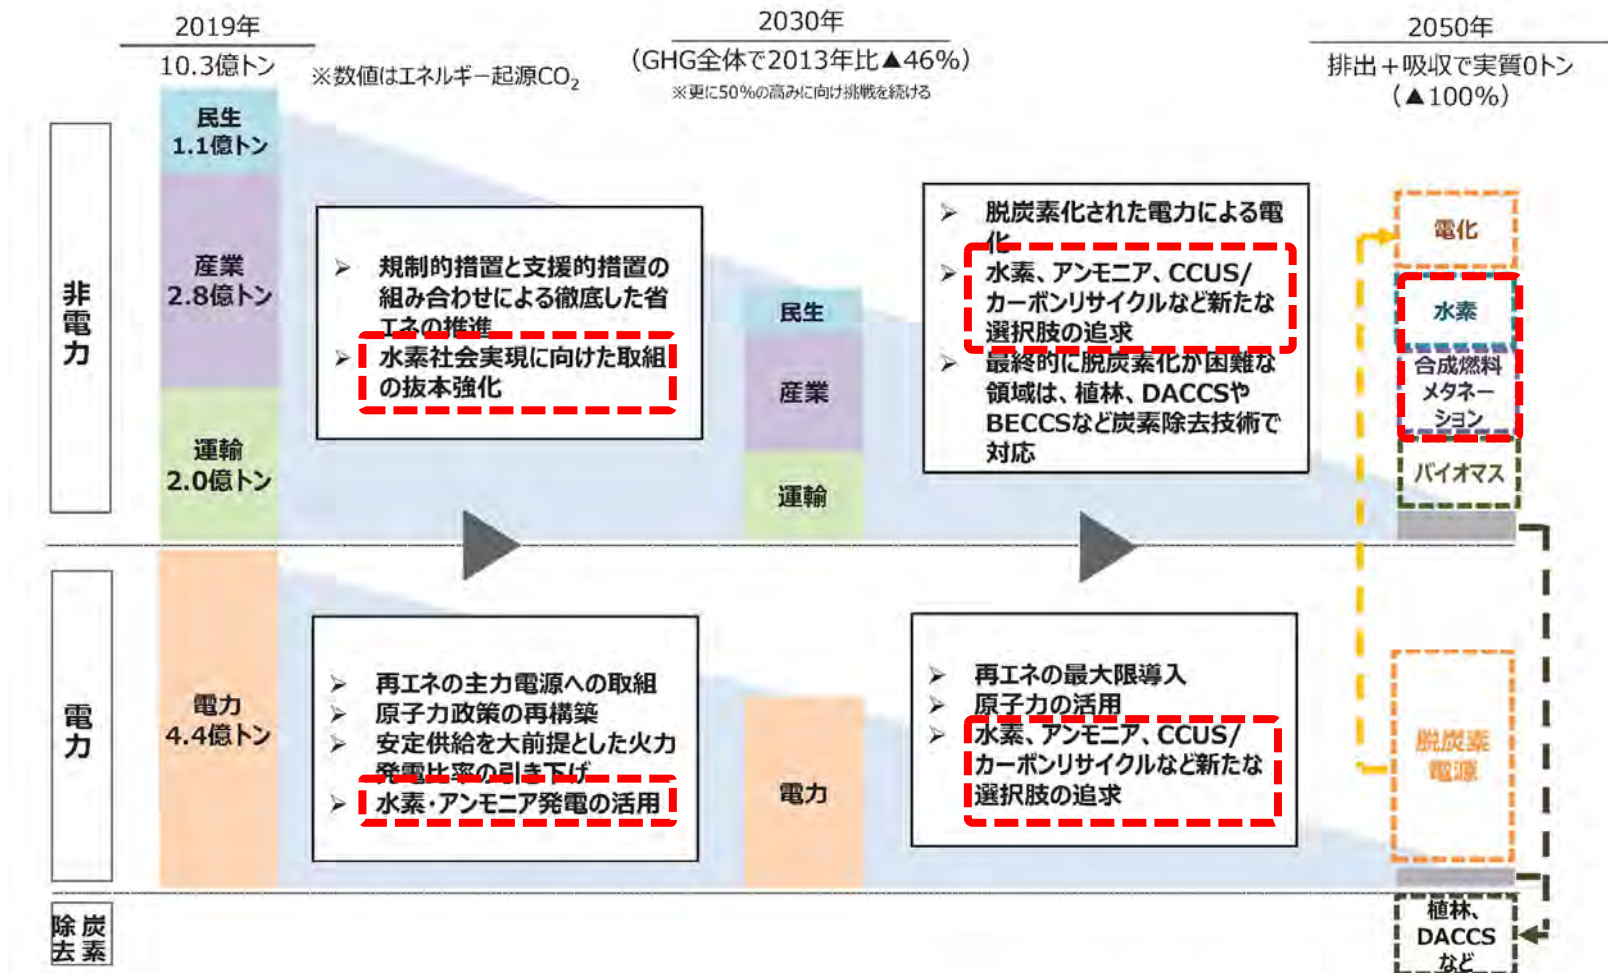 2019年
10.3億トン
※数値はエネルギー起源CO₂
2030年
(GHG全体で2013年比▲46%)
※更に50%の高みに向け挑戦を続ける
2050年
排出+吸収で実質0トン
(▲100%)
非電力
民生
1.1億トン
産業
2.8億トン
運輸
2.0億トン
➢ 規制的措置と支援的措置の
組み合わせによる徹底した省
エネの推進
➢ 水素社会実現に向けた取組
の抜本強化
民生
産業
運輸
➢ 脱炭素化された電力による電
化
➢ 水素、アンモニア、CCUS/
カーボンリサイクルなど新たな
選択肢の追求
➢ 最終的に脱炭素化が困難な
領域は、植林、DACCSや
BECCSなど炭素除去技術で
対応
電化
水素
合成燃料
メタネー
ション
バイオマス
電力
電力
4.4億トン
➢ 再エネの主力電源への取組
➢ 原子力政策の再構築
➢ 安定供給を大前提とした火力
発電比率の引き下げ
➢ 水素・アンモニア発電の活用
電力
➢ 再エネの最大限導入
➢ 原子力の活用
➢ 水素、アンモニア、CCUS/
カーボンリサイクルなど新たな
選択肢の追求
脱炭素
電源
炭素除去
植林、
DACCS
など